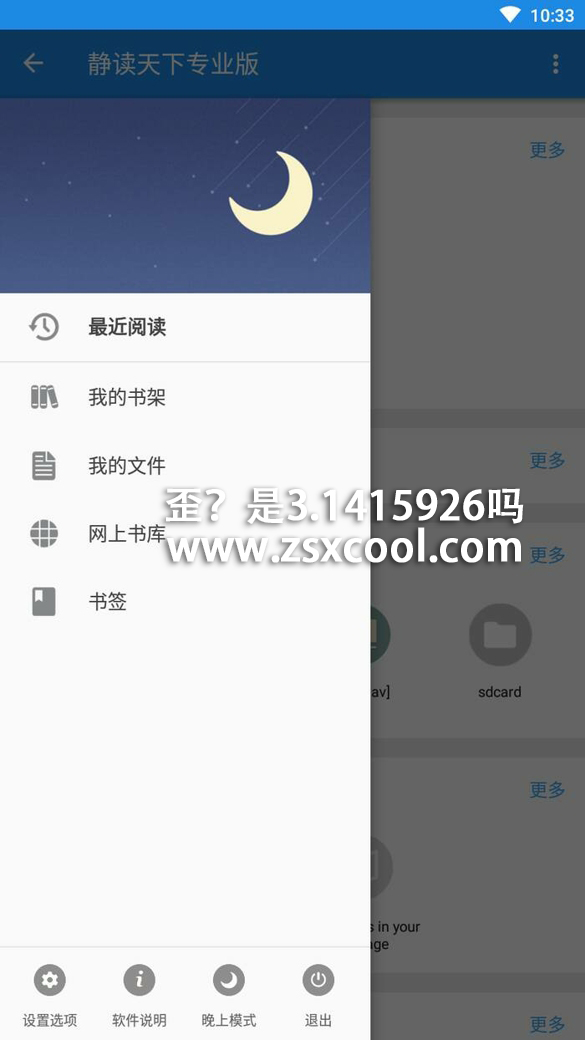 10:33
静读天下专业版
更多
最近阅读
我的书架
我的文件
更多
歪？是3.1415926吗
网上书库
www.zsxcool.com
更多
书签
av]
sdcard
更多
s in your
ge
设置选项
软件说明
晚上模式
退出
更多